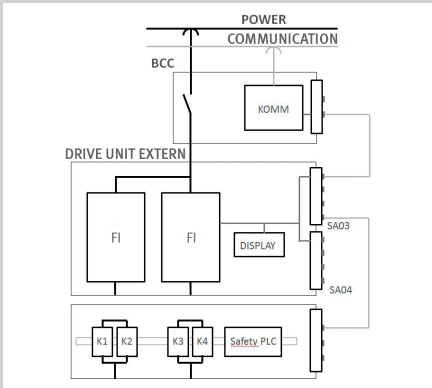 POWER
COMMUNICATION
BCC
KOMM
DRIVE UNIT EXTERN
FI
FI
DISPLAY
SA03
SA04
K1
K2
K3
K4
Safety PLC